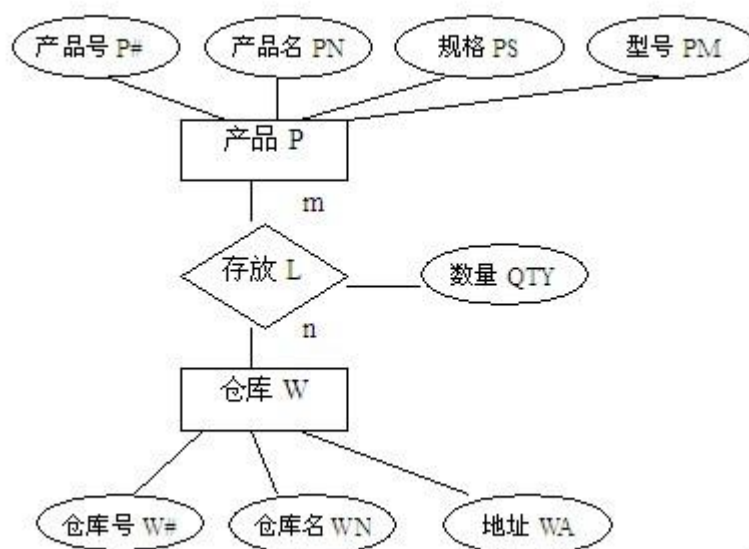 产品号 P# 产品名 PN 规格 PS 型号 PM
产品 P
m
存放 L
数量 QTY
n
仓库 W
仓库号 W# 仓库名 WN 地址 WA